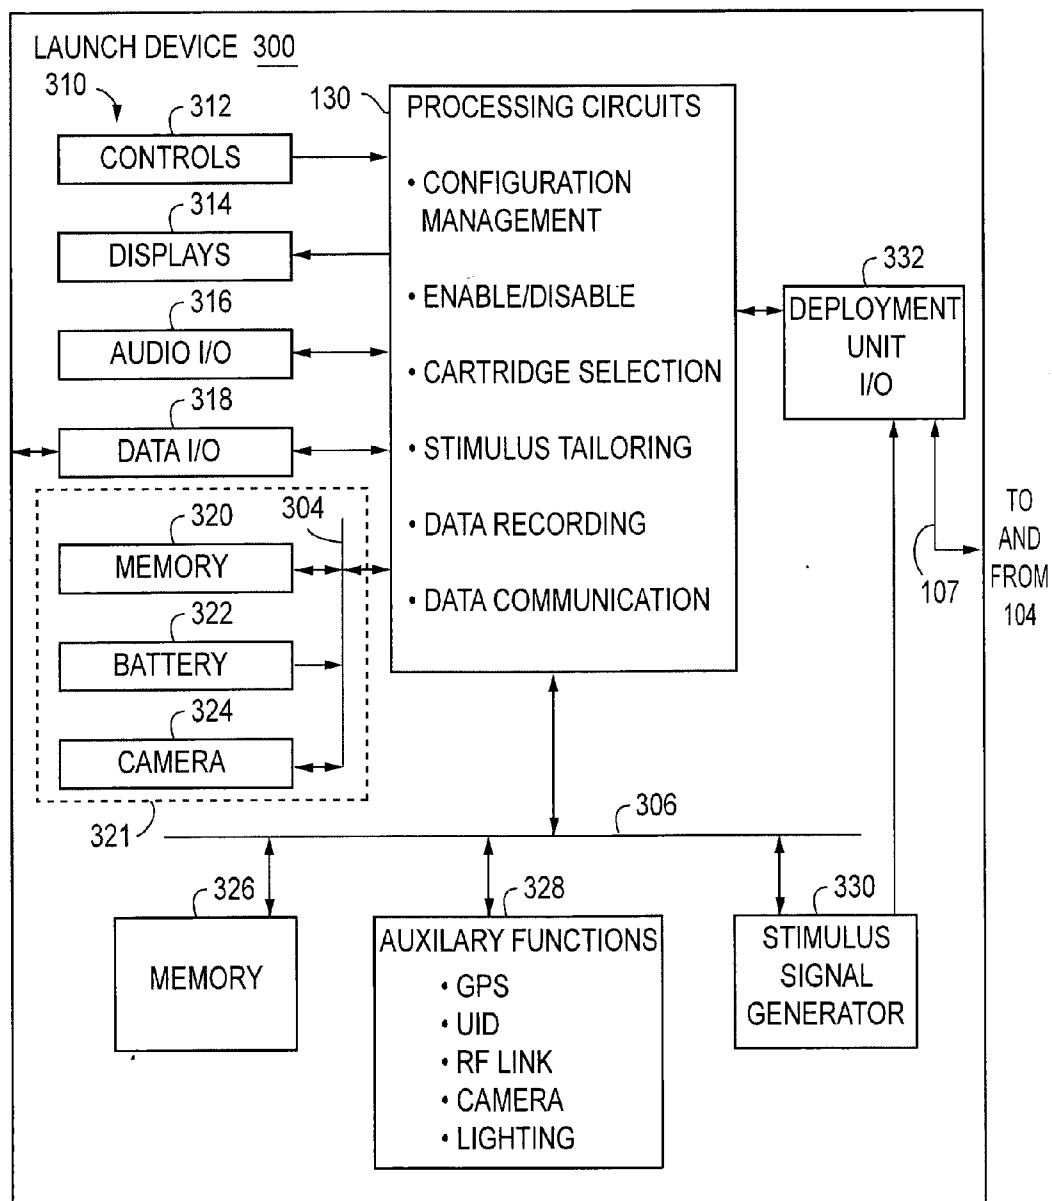 LAUNCH DEVICE 300
310
312
CONTROLS
314
DISPLAYS
316
AUDIO I/O
318
DATA I/O
320
304
MEMORY
322
BATTERY
324
CAMERA
321
130
PROCESSING CIRCUITS
• CONFIGURATION
MANAGEMENT
• ENABLE/DISABLE
• CARTRIDGE SELECTION
• STIMULUS TAILORING
• DATA RECORDING
• DATA COMMUNICATION
332
DEPLOYMENT
UNIT
I/O
107
TO
AND
FROM
104
306
326
MEMORY
328
AUXILARY FUNCTIONS
• GPS
• UID
• RF LINK
• CAMERA
• LIGHTING
330
STIMULUS
SIGNAL
GENERATOR